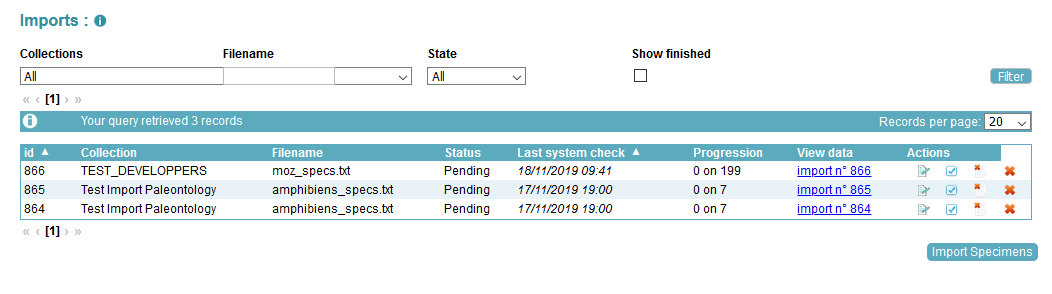 Imports :
Collections Filename State Show finished
All All Filter
« ‹ [1] › »
Your query retrieved 3 records Records per page: 20
id Collection Filename Status Last system check Progression View data Actions
866 TEST_DEVELOPPERS moz_specs.txt Pending 18/11/2019 09:41 0 on 199 import n° 866
865 Test Import Paleontology amphibiens_specs.txt Pending 17/11/2019 19:00 0 on 7 import n° 865
864 Test Import Paleontology amphibiens_specs.txt Pending 17/11/2019 19:00 0 on 7 import n° 864
« ‹ [1] › »
Import Specimens